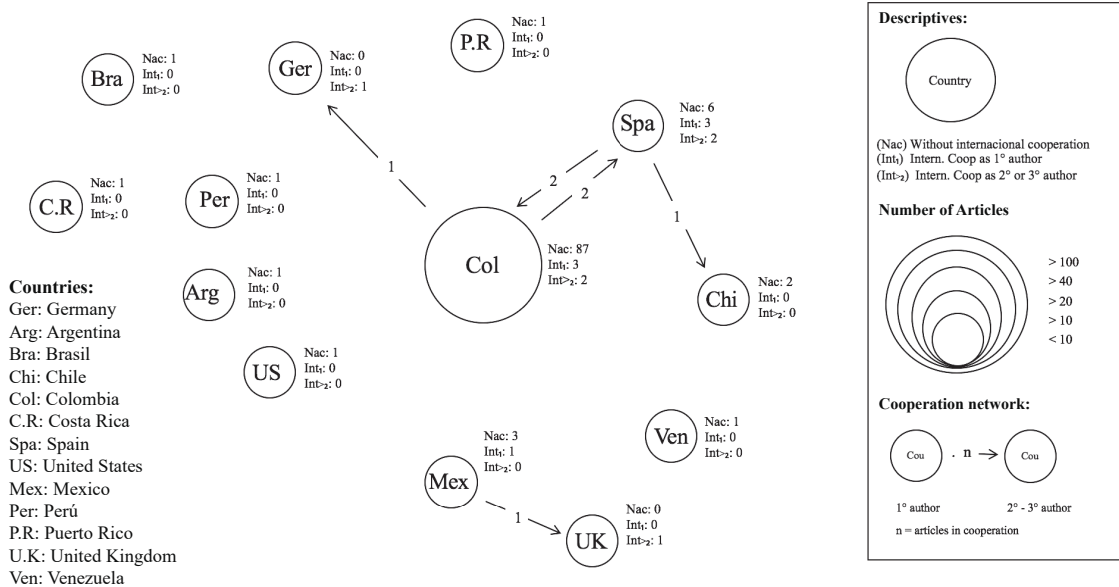 Bra
Nac: 1
Int₁: 0
Int>₂: 0
Ger
Nac: 0
Int₁: 0
Int>₂: 1
P.R
Nac: 1
Int₁: 0
Int>₂: 0
Spa
Nac: 6
Int₁: 3
Int>₂: 2
1
2
2
1
C.R
Nac: 1
Int₁: 0
Int>₂: 0
Per
Nac: 1
Int₁: 0
Int>₂: 0
Col
Nac: 87
Int₁: 3
Int>₂: 2
Arg
Nac: 1
Int₁: 0
Int>₂: 0
Chi
Nac: 2
Int₁: 0
Int>₂: 0
US
Nac: 1
Int₁: 0
Int>₂: 0
Ven
Nac: 1
Int₁: 0
Int>₂: 0
Mex
Nac: 3
Int₁: 1
Int>₂: 0
1
UK
Nac: 0
Int₁: 0
Int>₂: 1
Countries:
Ger: Germany
Arg: Argentina
Bra: Brasil
Chi: Chile
Col: Colombia
C.R: Costa Rica
Spa: Spain
US: United States
Mex: Mexico
Per: Perú
P.R: Puerto Rico
U.K: United Kingdom
Ven: Venezuela
Descriptives:
Country
(Nac) Without internacional cooperation
(Int₁) Intern. Coop as 1° author
(Int>₂) Intern. Coop as 2° or 3° author
Number of Articles
> 100
> 40
> 20
> 10
< 10
Cooperation network:
Cou . n Cou
1° author 2° - 3° author
n = articles in cooperation